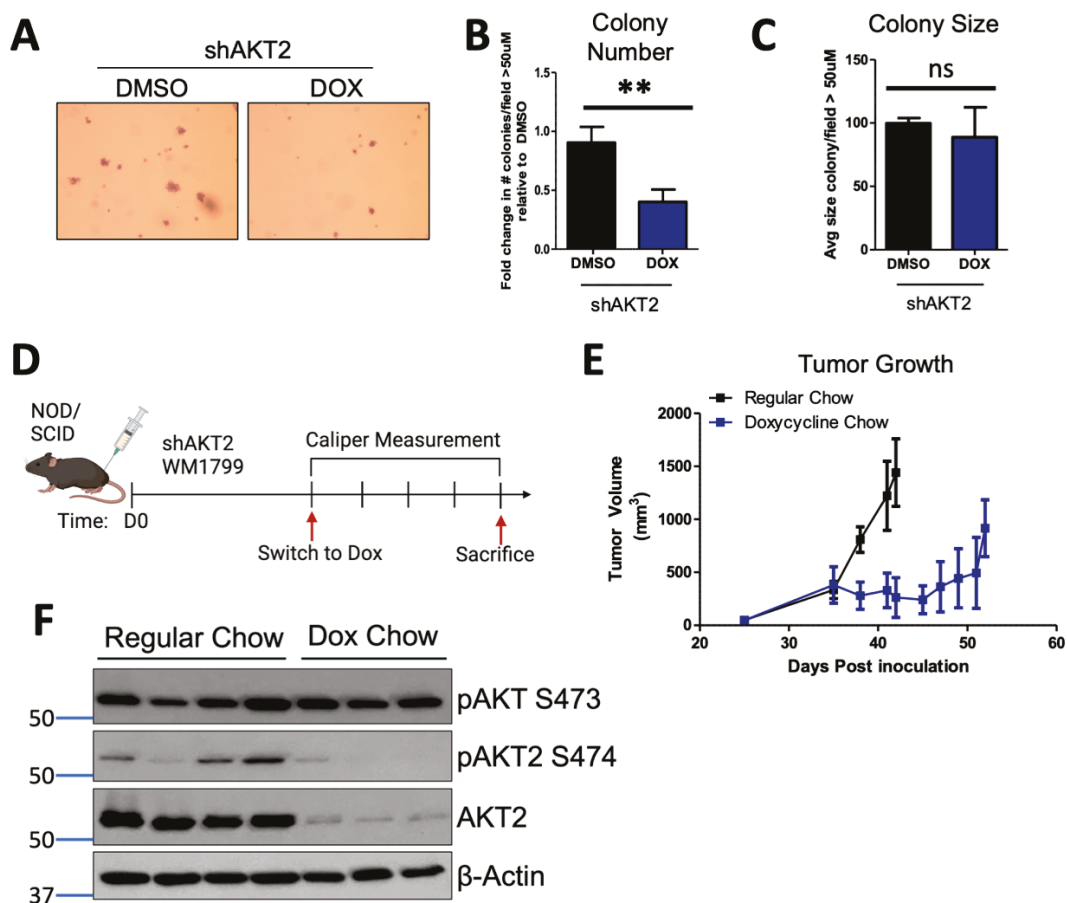 A
shAKT2
DMSO
DOX
B
Colony
Number
Fold change in # colonies/field >50uM
relative to DMSO
1.5
1.0
0.5
0.0
**
DMSO
DOX
shAKT2
C
Colony Size
Avg size colony/field > 50uM
150
100
50
0
ns
DMSO
DOX
shAKT2
D
NOD/
SCID
shAKT2
WM1799
Caliper Measurement
Time: D0
Switch to Dox
Sacrifice
E
Tumor Growth
Regular Chow
Doxycycline Chow
Tumor Volume
(mm³)
2000
1500
1000
500
0
20
30
40
50
60
Days Post inoculation
F
Regular Chow
Dox Chow
50
pAKT S473
50
pAKT2 S474
50
AKT2
37
β-Actin